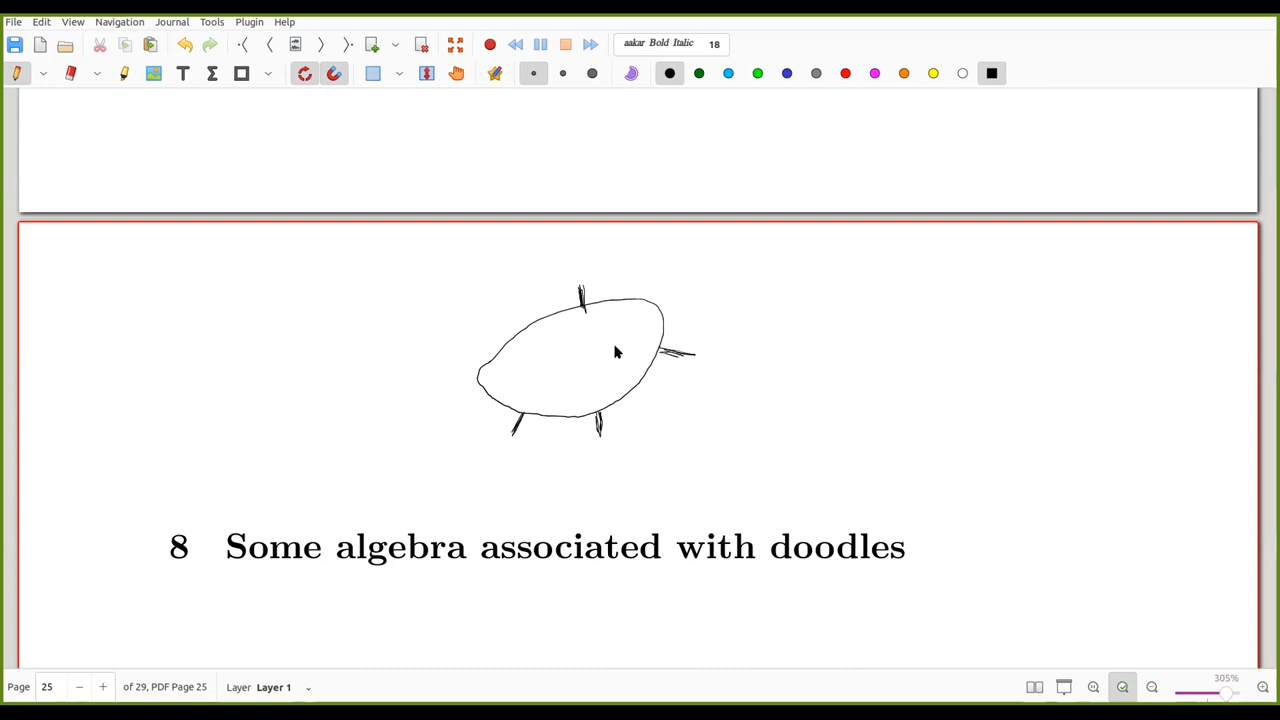 File Edit View Navigation Journal Tools Plugin Help
aakar Bold Italic 18
8 Some algebra associated with doodles
Page 25 of 29, PDF Page 25 Layer Layer 1 305%